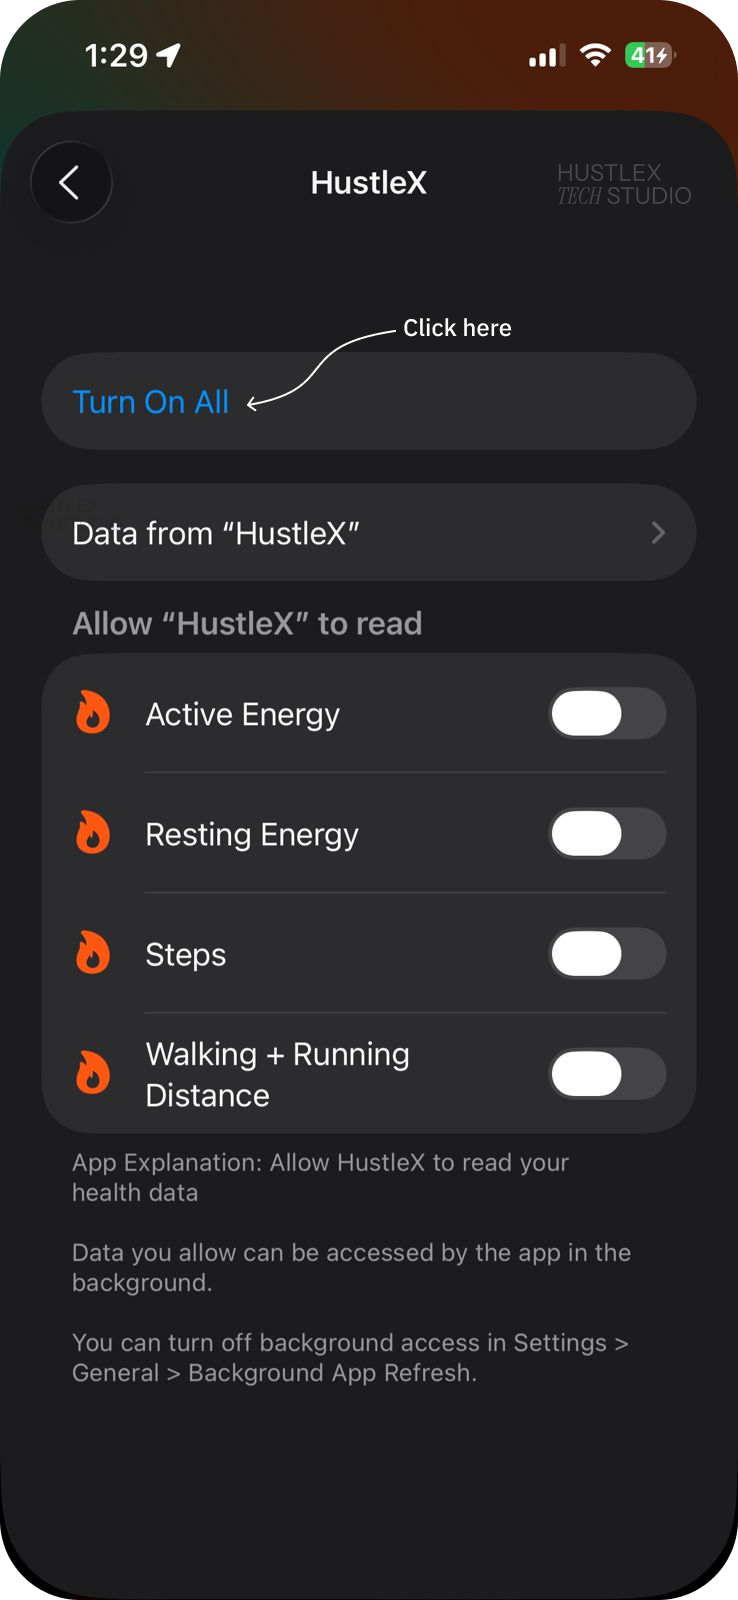 1:29
41
HustleX
HUSTLEX
TECH STUDIO
Click here
Turn On All
HUSTLEX
Data from “HustleX”
Allow “HustleX” to read
Active Energy
Resting Energy
Steps
Walking + Running
Distance
App Explanation: Allow HustleX to read your
health data
Data you allow can be accessed by the app in the
background.
You can turn off background access in Settings >
General > Background App Refresh.